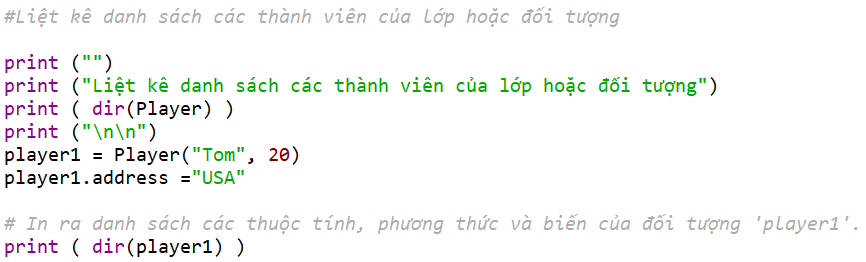 #Liệt kê danh sách các thành viên của lớp hoặc đối tượng
print ("")
print ("Liệt kê danh sách các thành viên của lớp hoặc đối tượng")
print ( dir(Player) )
print ("\n\n")
player1 = Player("Tom", 20)
player1.address ="USA"
# In ra danh sách các thuộc tính, phương thức và biến của đối tượng 'player1'.
print ( dir(player1) )